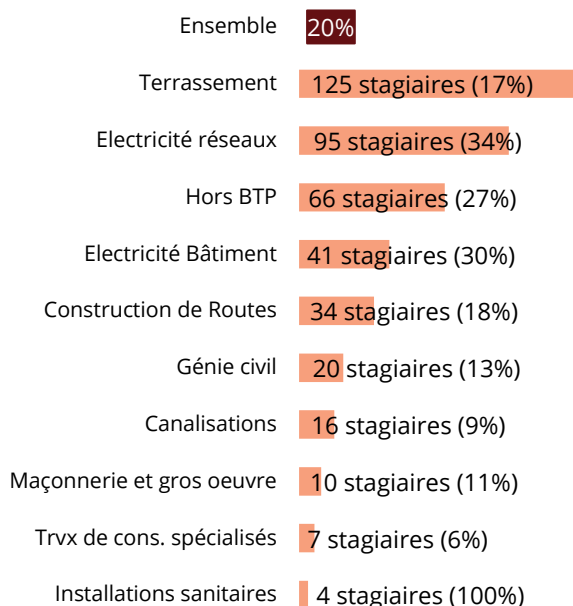 Ensemble 20%
Terrassement 125 stagiaires (17%)
Electricité réseaux 95 stagiaires (34%)
Hors BTP 66 stagiaires (27%)
Electricité Bâtiment 41 stagiaires (30%)
Construction de Routes 34 stagiaires (18%)
Génie civil 20 stagiaires (13%)
Canalisations 16 stagiaires (9%)
Maçonnerie et gros oeuvre 10 stagiaires (11%)
Trvx de cons. spécialisés 7 stagiaires (6%)
Installations sanitaires 4 stagiaires (100%)